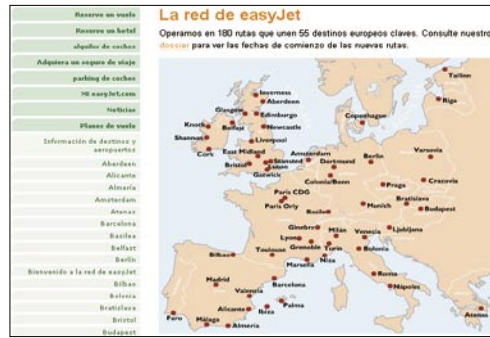 Reserve un vuelo
Reserve un hotel
alquiler de coches
Adquiera un seguro de viaje
parking de coches
Mi easyJet.com
Noticias
Planes de vuelo
Información de destinos y
aeropuertos
Aberdeen
Alicante
Almería
Amsterdam
Atenas
Barcelona
Basilea
Belfast
Berlín
Bienvenido a la red de easyJet
Bilbao
Bolonia
Bratislava
Bristol
Budapest
La red de easyJet
Operamos en 180 rutas que unen 55 destinos europeos claves. Consulte nuestro
dossier para ver las fechas de comienzo de las nuevas rutas.
Inverness
Aberdeen
Glasgow
Edimburgo
Belfast
Newcastle
Knock
Shannon
Cork
Liverpool
East Midland
Stansted
Luton
Bristol
Gatwick
Tallinn
Riga
Copenhague
Amsterdam
Dortmund
Berlín
Varsovia
Colonia/Bonn
Praga
Cracovia
Paris CDG
Paris Orly
Munich
Bratislava
Budapest
Basilea
Ginebra
Milán
Venecia
Ljubljana
Lyon
Grenoble
Turín
Bolonia
Bilbao
Toulouse
Marsella
Niza
Roma
Nápoles
Madrid
Barcelona
Valencia
Palma
Ibiza
Alicante
Faro
Málaga
Almería
Atenas